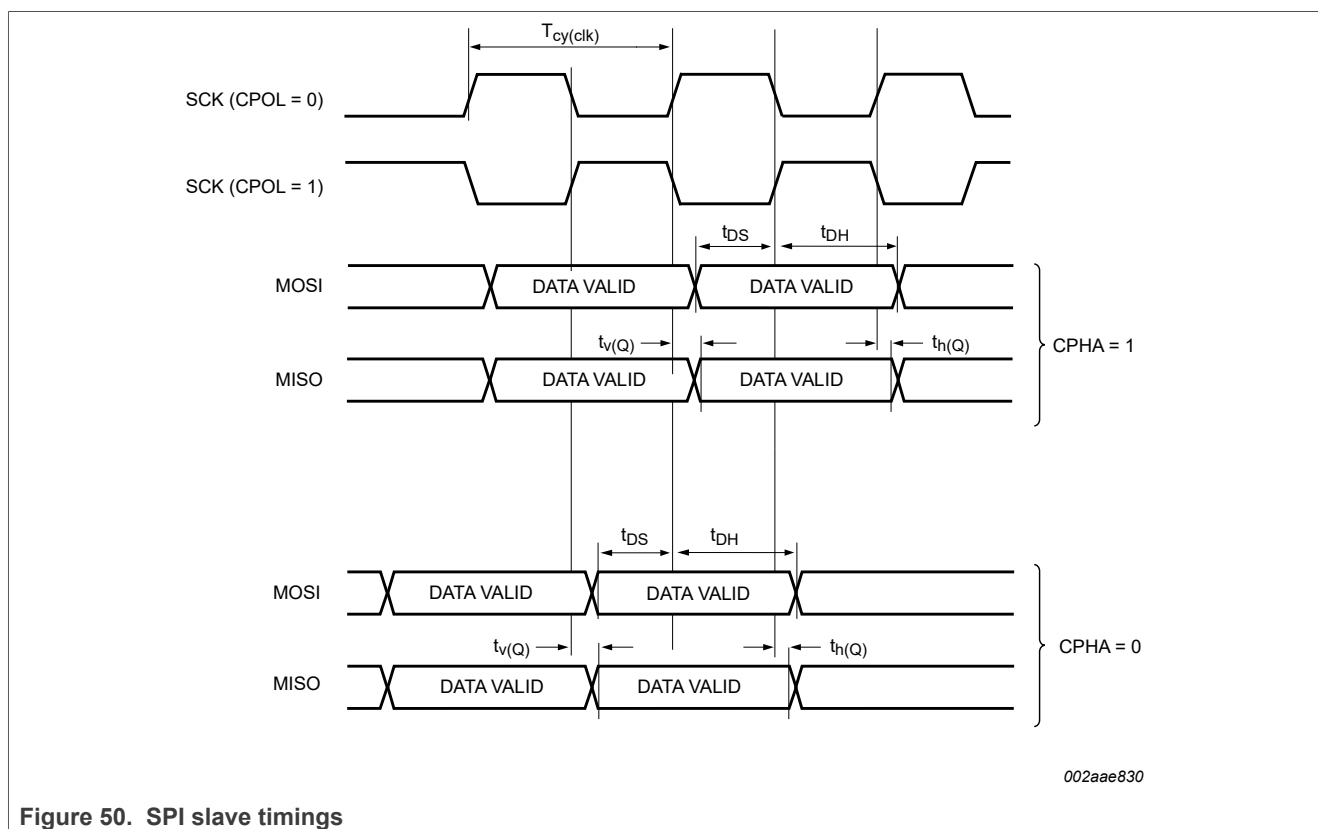 Tcy(clk)
SCK (CPOL = 0)
SCK (CPOL = 1)
tDS tDH
MOSI DATA VALID DATA VALID
tv(Q) th(Q)
CPHA = 1
MISO DATA VALID DATA VALID
tDS tDH
MOSI DATA VALID DATA VALID
tv(Q) th(Q)
CPHA = 0
MISO DATA VALID DATA VALID
002aae830
Figure 50. SPI slave timings